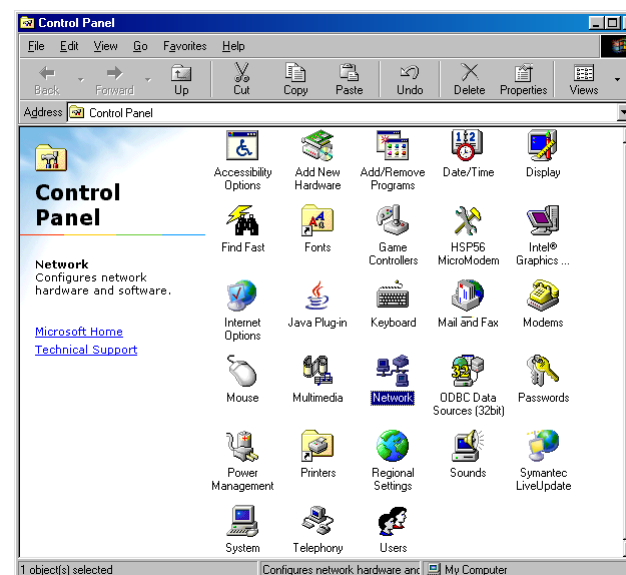 Control Panel
File Edit View Go Favorites Help
Back Forward Up Cut Copy Paste Undo Delete Properties Views
Address Control Panel
Control
Panel
Network
Configures network
hardware and software.
Microsoft Home
Technical Support
Accessibility
Options
Add New
Hardware
Add/Remove
Programs
Date/Time
Display
Find Fast
Fonts
Game
Controllers
HSP56
MicroModem
Intel®
Graphics ...
Internet
Options
Java Plug-in
Keyboard
Mail and Fax
Modems
Mouse
Multimedia
Network
ODBC Data
Sources (32bit)
Passwords
Power
Management
Printers
Regional
Settings
Sounds
Symantec
LiveUpdate
System
Telephony
Users
1 object(s) selected
Configures network hardware and
My Computer